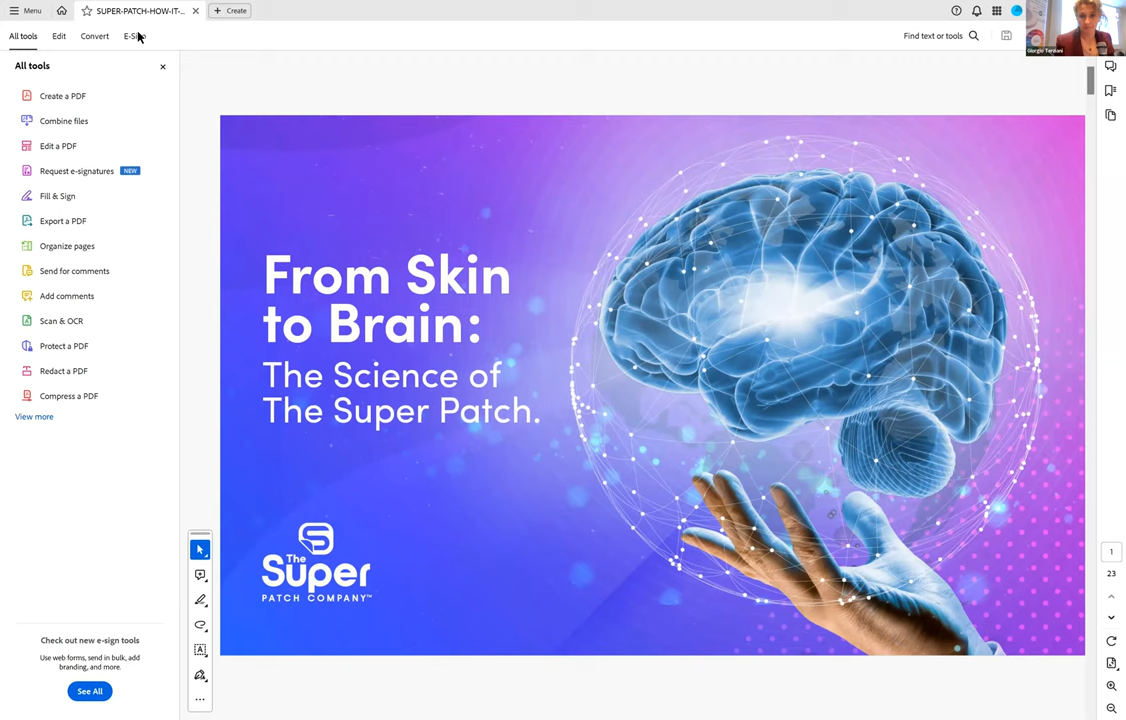 Menu
SUPER-PATCH-HOW-IT-...
Create
All tools
Edit
Convert
E-Sign
Find text or tools
Giorgio Terziani
All tools
Create a PDF
Combine files
Edit a PDF
Request e-signatures NEW
Fill & Sign
Export a PDF
Organize pages
Send for comments
Add comments
Scan & OCR
Protect a PDF
Redact a PDF
Compress a PDF
View more
Check out new e-sign tools
Use web forms, send in bulk, add
branding, and more.
See All
From Skin
to Brain:
The Science of
The Super Patch.
The
Super
PATCH COMPANY™
1
23